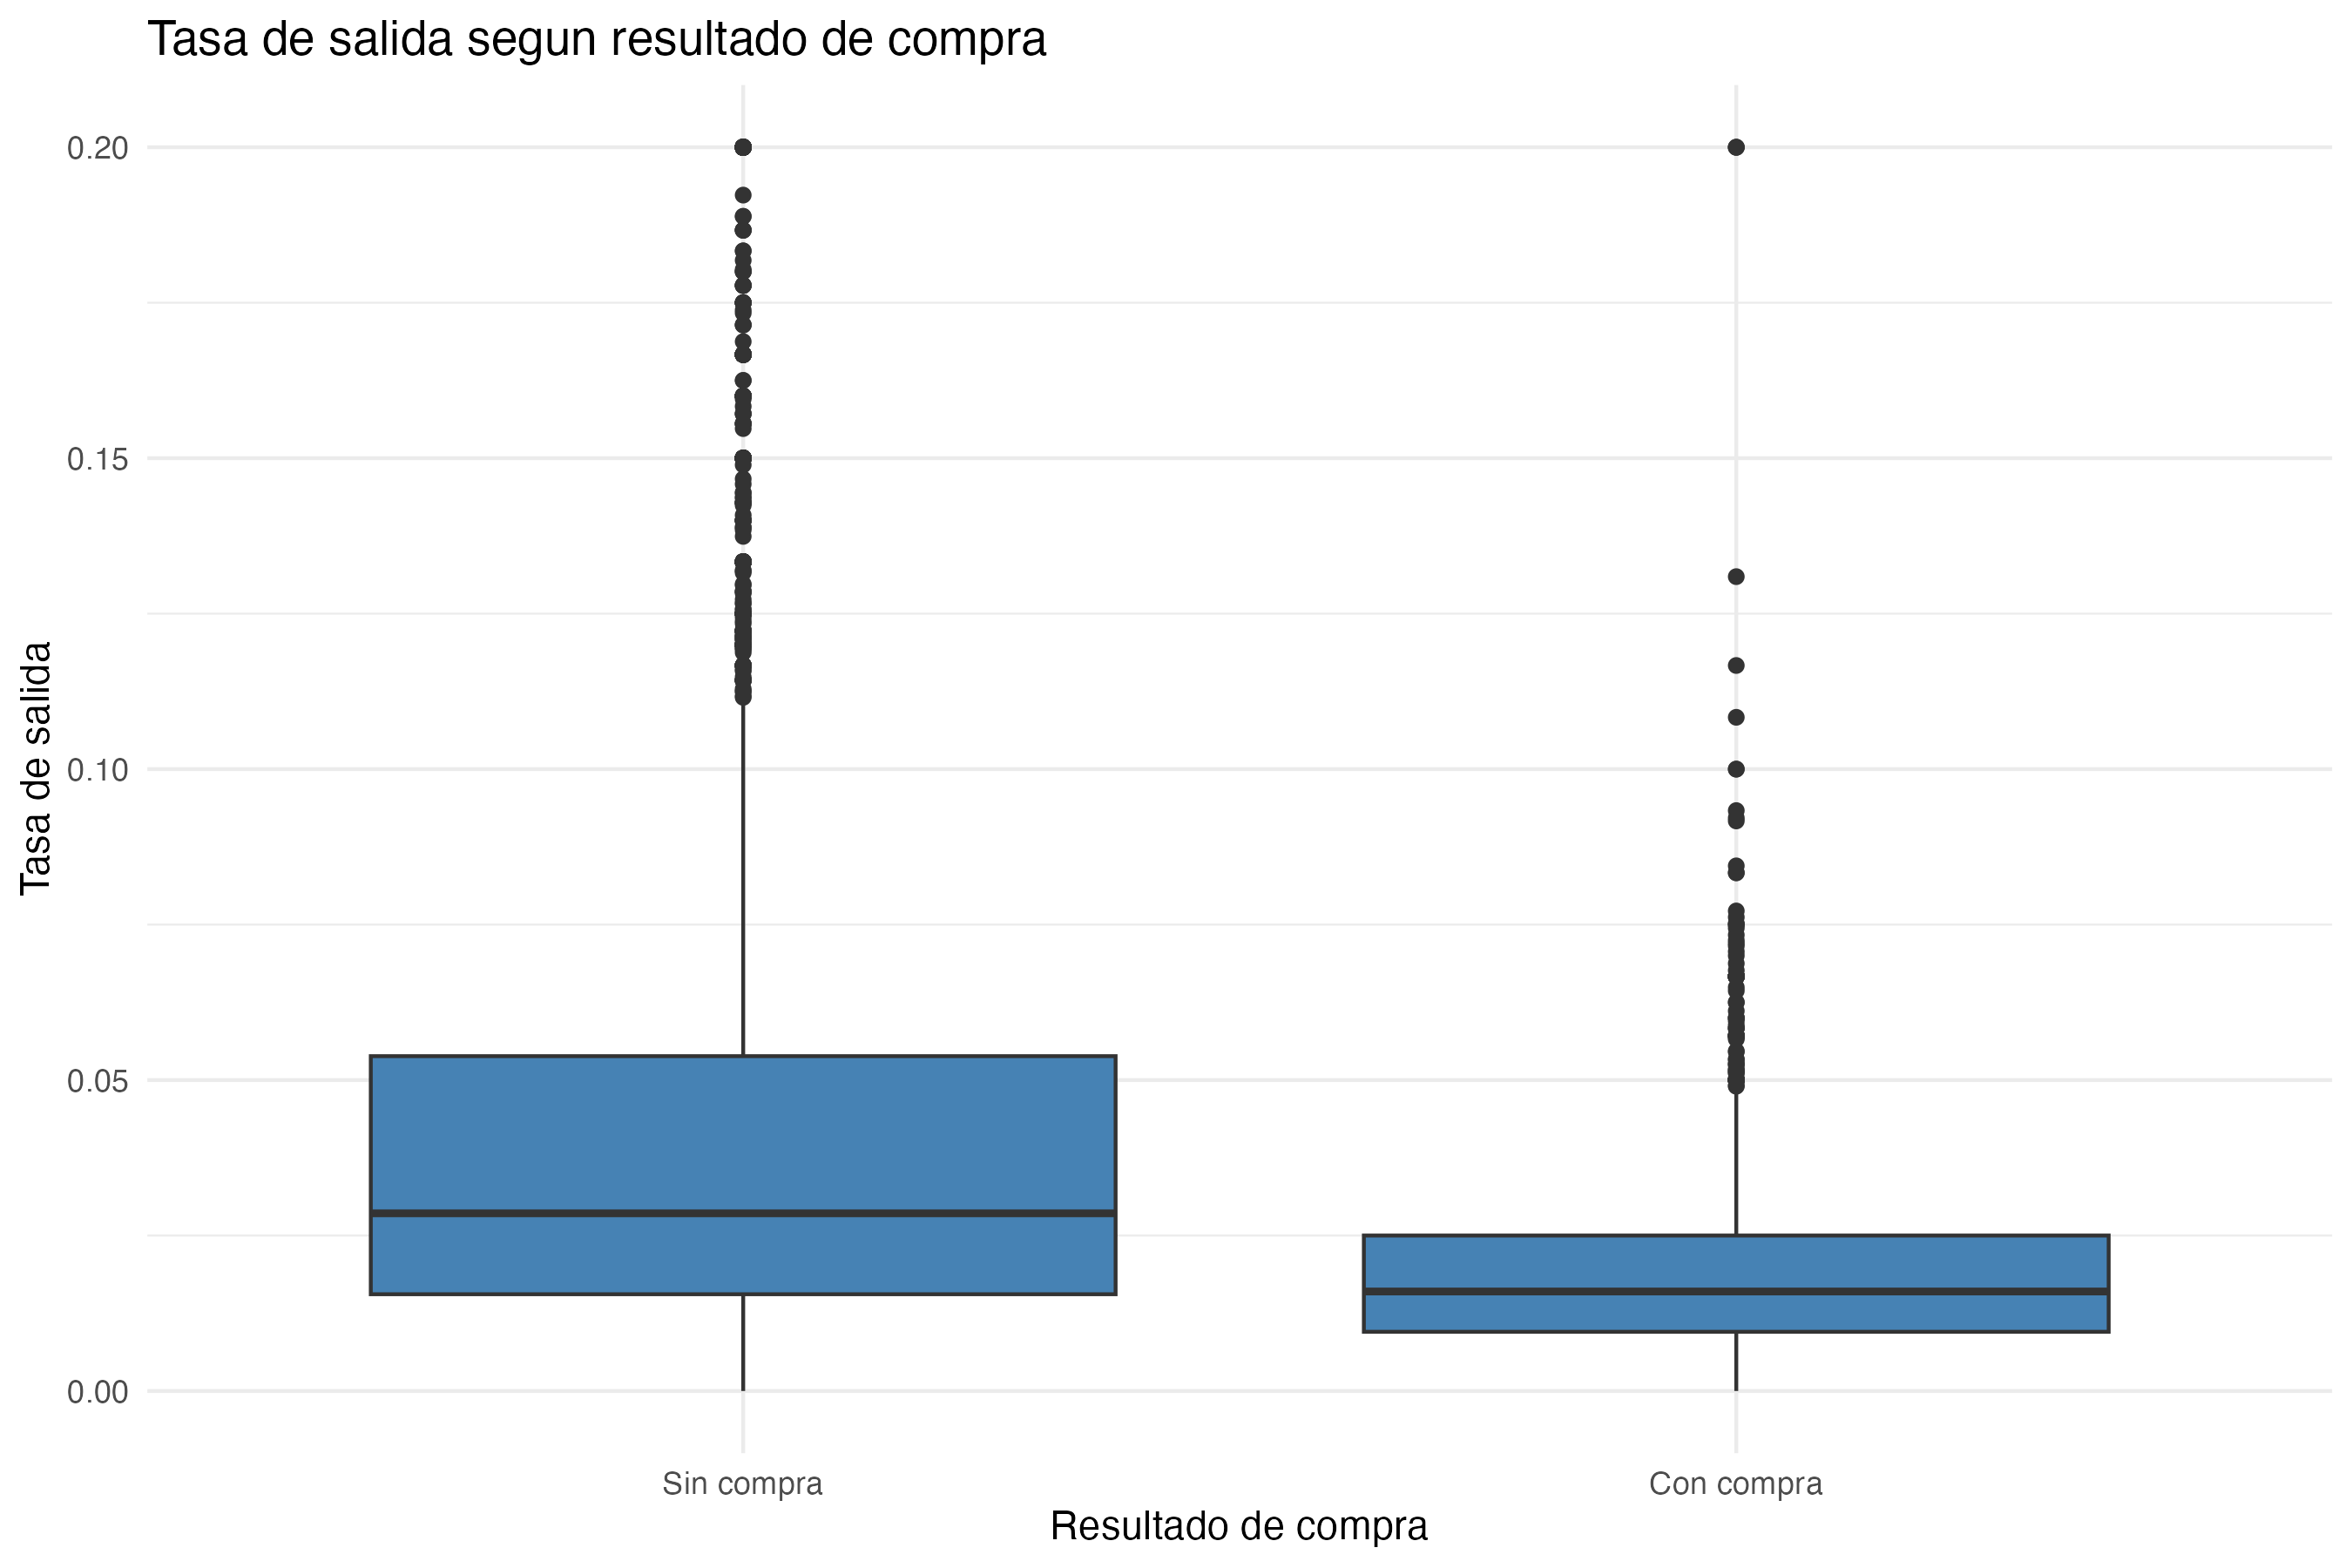 Tasa de salida segun resultado de compra
Tasa de salida
0.20
0.15
0.10
0.05
0.00
Sin compra
Con compra
Resultado de compra